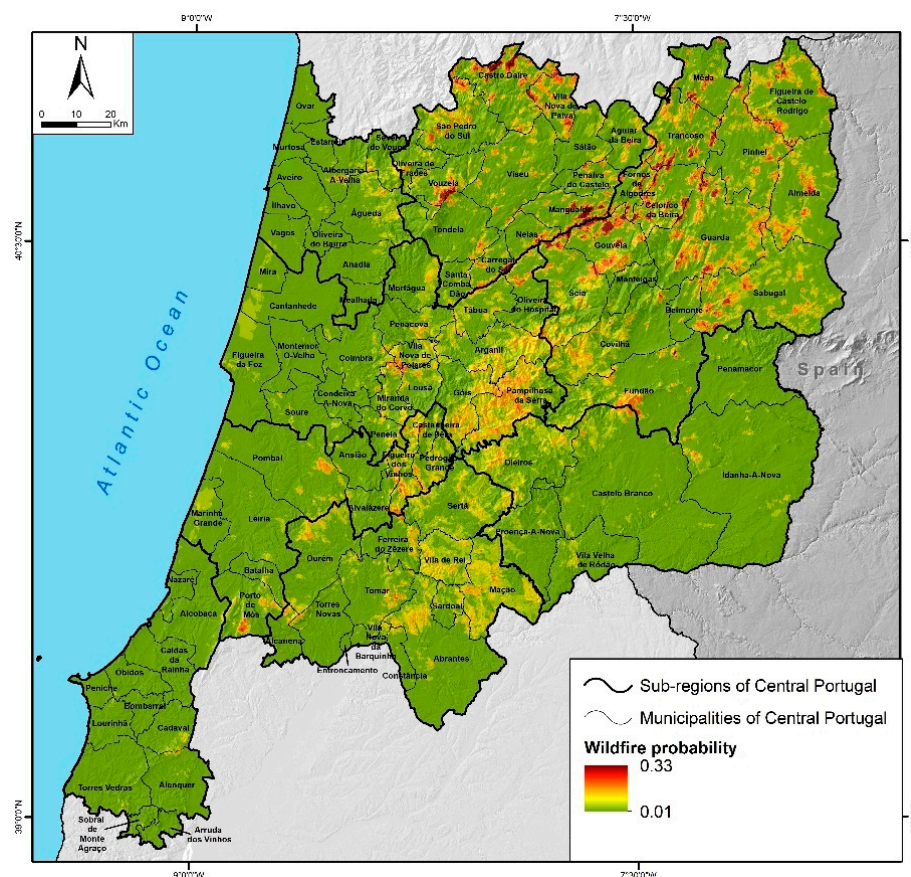 9°0'0"W
7°30'0"W
N
0 10 20
Km
40°30'0"N
39°0'0"N
Atlantic Ocean
Spain
Castro Daire
Vila
Nova de
Paiva
Mêda
Figueira de
Castelo
Rodrigo
Ovar
São Pedro
do Sul
Aguiar
da Beira
Trancoso
Murtosa
Estarreja
Sever
do Vouga
Sátão
Pinhel
Aveiro
Albergaria
A-Velha
Oliveira de
Frades
Vouzela
Viseu
Penalva
do Castelo
Fornos
de
Algodres
Almeida
Ílhavo
Águeda
Mangualde
Celorico
da Beira
Vagos
Oliveira
do Bairro
Tondela
Nelas
Gouveia
Guarda
Anadia
Carregal
do Sal
Mira
Mortágua
Santa
Comba
Dão
Seia
Manteigas
Sabugal
Cantanhede
Mealhada
Tábua
Oliveira
do Hospital
Belmonte
Penacova
Figueira
da Foz
Montemor
O-Velho
Coimbra
Vila
Nova de
Poiares
Arganil
Covilhã
Penamacor
Condeixa
A-Nova
Lousã
Miranda
do Corvo
Góis
Pampilhosa
da Serra
Fundão
Soure
Penela
Castanheira
de Pêra
Pombal
Ansião
Figueiró
dos
Vinhos
Pedrógão
Grande
Oleiros
Idanha-A-Nova
Castelo Branco
Marinha
Grande
Leiria
Alvaiázere
Sertã
Proença-A-Nova
Ferreira
do Zêzere
Ourém
Vila de Rei
Vila Velha
de Ródão
Batalha
Nazaré
Porto
de
Mós
Tomar
Mação
Alcobaça
Torres
Novas
Sardoal
Alcanena
Vila
Nova
da
Barquinha
Entroncamento
Constância
Abrantes
Caldas
da
Rainha
Óbidos
Peniche
Bombarral
Lourinhã
Cadaval
Torres Vedras
Alenquer
Sobral
de
Monte
Agraço
Arruda
dos Vinhos
Sub-regions of Central Portugal
Municipalities of Central Portugal
Wildfire probability
0.33
0.01
9°0'0"W
7°30'0"W